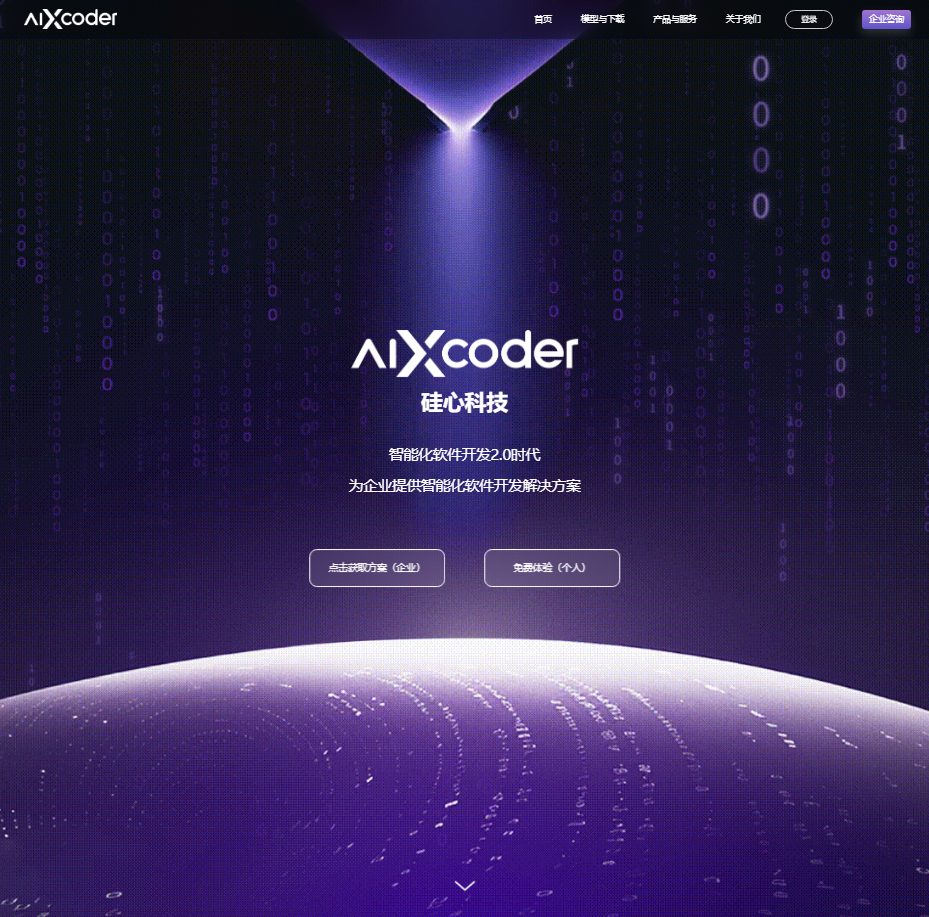 aiXcoder
首页
模型与下载
产品与服务
关于我们
登录
企业咨询
aiXcoder
硅心科技
智能化软件开发2.0时代
为企业提供智能化软件开发解决方案
点击获取方案（企业）
免费体验（个人）